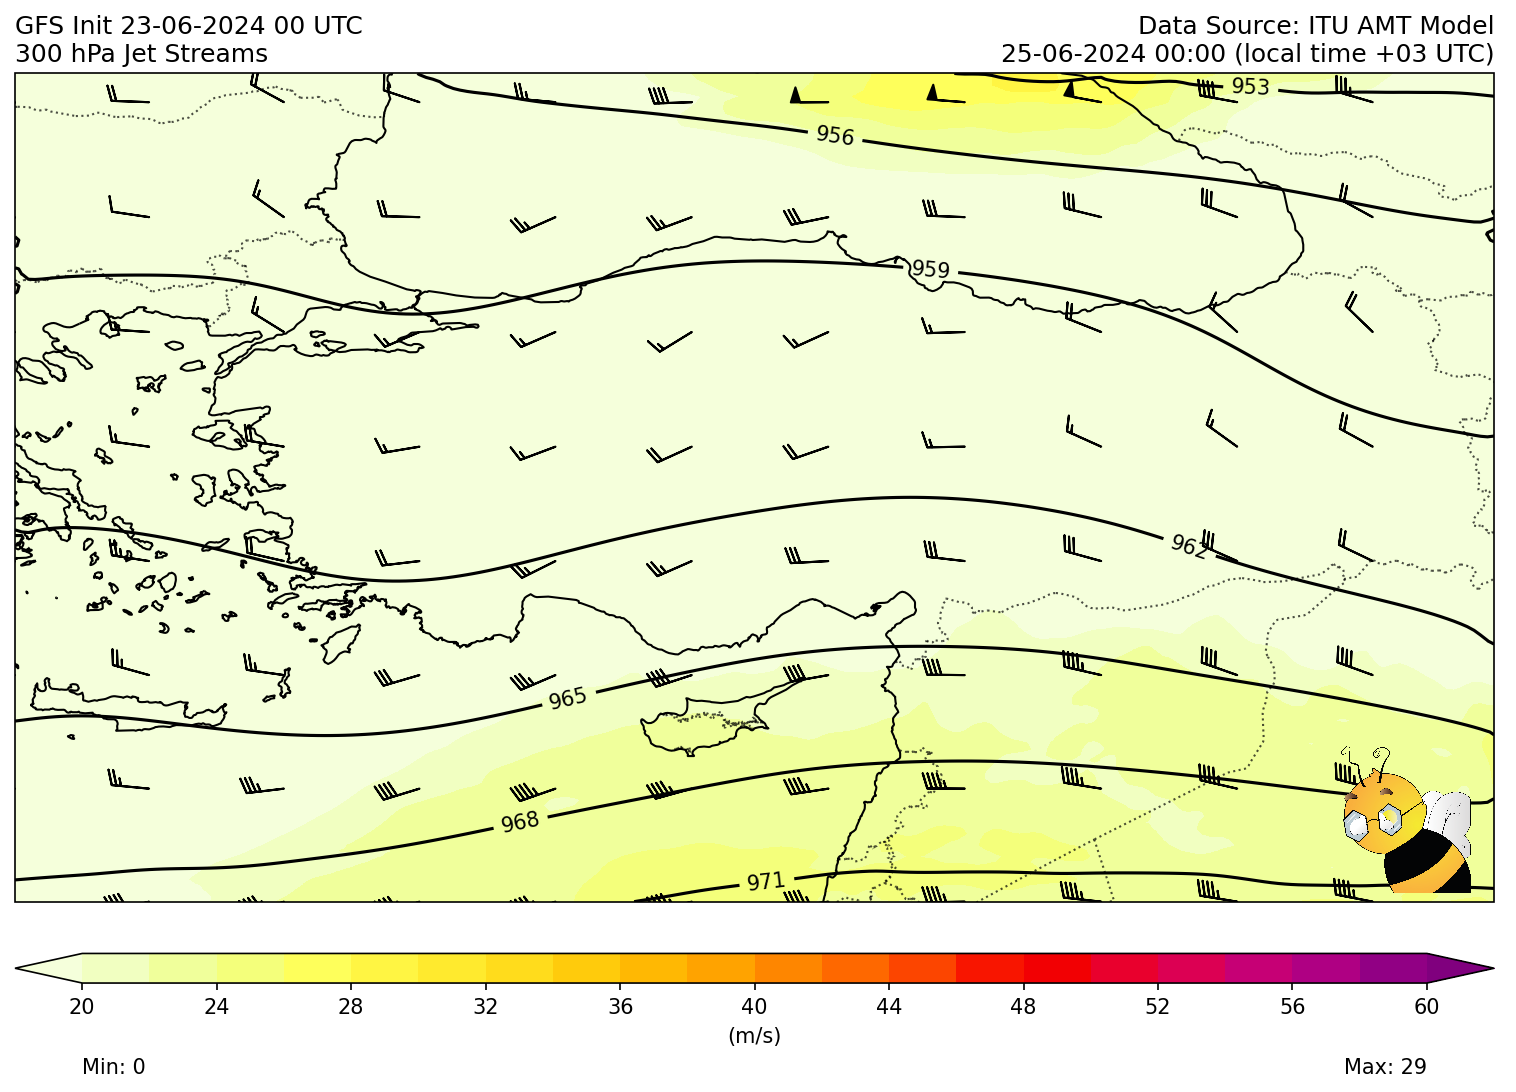 GFS Init 23-06-2024 00 UTC
Data Source: ITU AMT Model
300 hPa Jet Streams
25-06-2024 00:00 (local time +03 UTC)
953
956
959
962
965
968
971
20 24 28 32 36 40 44 48 52 56 60
(m/s)
Min: 0
Max: 29